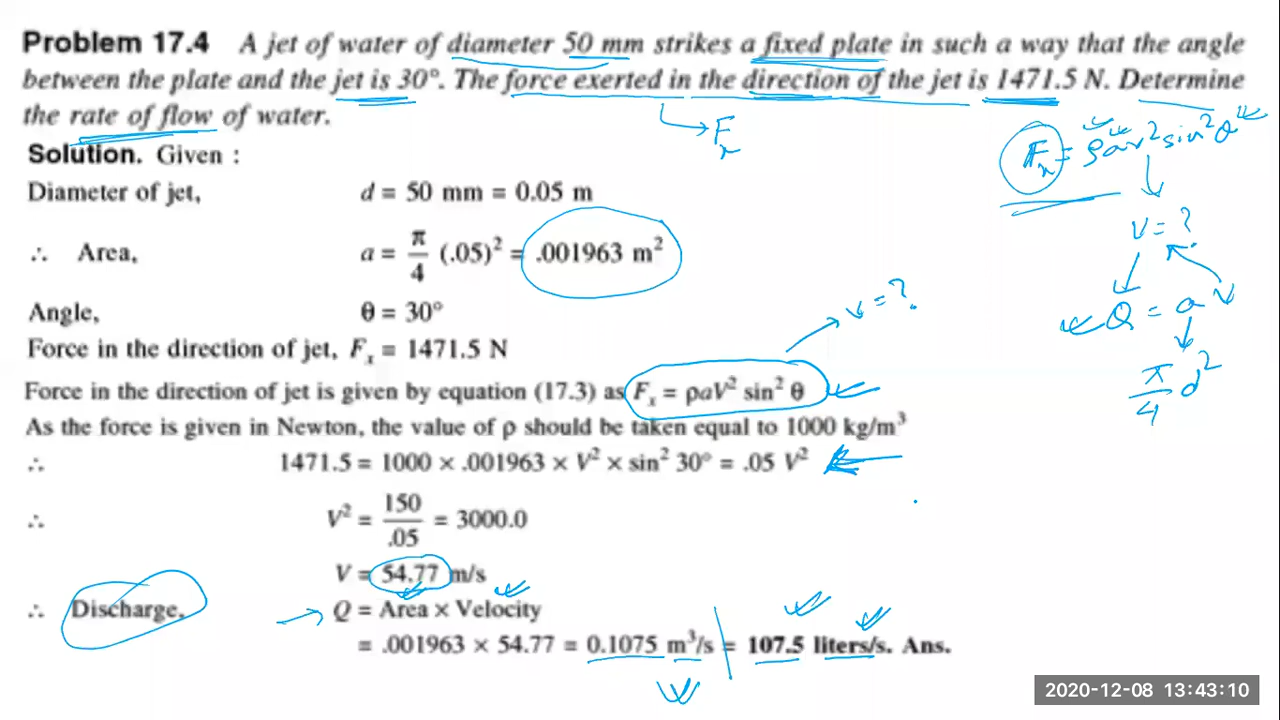 Problem 17.4 A jet of water of diameter 50 mm strikes a fixed plate in such a way that the angle
between the plate and the jet is 30°. The force exerted in the direction of the jet is 1471.5 N. Determine
the rate of flow of water.
Fx
Fx = ρav² sin²θ
Solution. Given :
Diameter of jet, d = 50 mm = 0.05 m
v = ?
∴ Area, a = π/4 (.05)² = .001963 m²
Angle, θ = 30°
v = ?
Q = a v
Force in the direction of jet, Fx = 1471.5 N
π/4 d²
Force in the direction of jet is given by equation (17.3) as Fx = ρaV² sin² θ
As the force is given in Newton, the value of ρ should be taken equal to 1000 kg/m³
∴ 1471.5 = 1000 × .001963 × V² × sin² 30° = .05 V²
∴ V² = 150/.05 = 3000.0
V = 54.77 m/s
∴ Discharge, Q = Area × Velocity
= .001963 × 54.77 = 0.1075 m³/s = 107.5 liters/s. Ans.
2020-12-08 13:43:10